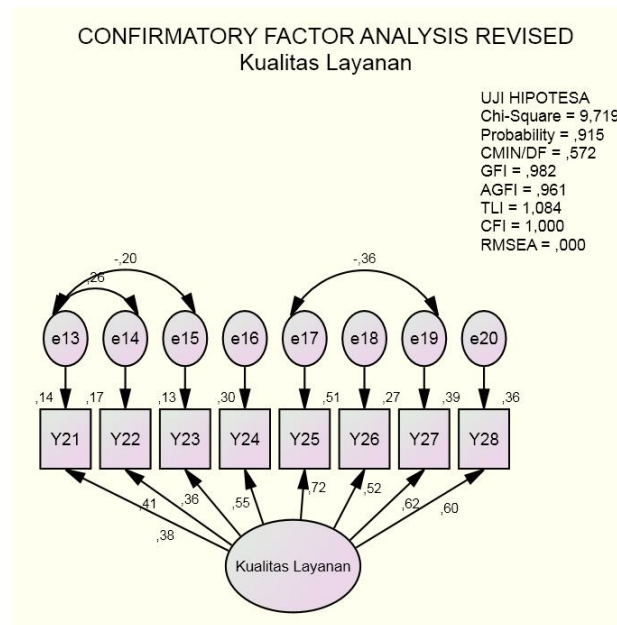 CONFIRMATORY FACTOR ANALYSIS REVISED
Kualitas Layanan
UJI HIPOTESA
Chi-Square = 9,719
Probability = ,915
CMIN/DF = ,572
GFI = ,982
AGFI = ,961
TLI = 1,084
CFI = 1,000
RMSEA = ,000
-,20
-,36
,26
e13 e14 e15 e16 e17 e18 e19 e20
,14 ,17 ,13 ,30 ,51 ,27 ,39 ,36
Y21 Y22 Y23 Y24 Y25 Y26 Y27 Y28
,41 ,36 ,55 ,72 ,52 ,62 ,60
,38
Kualitas Layanan